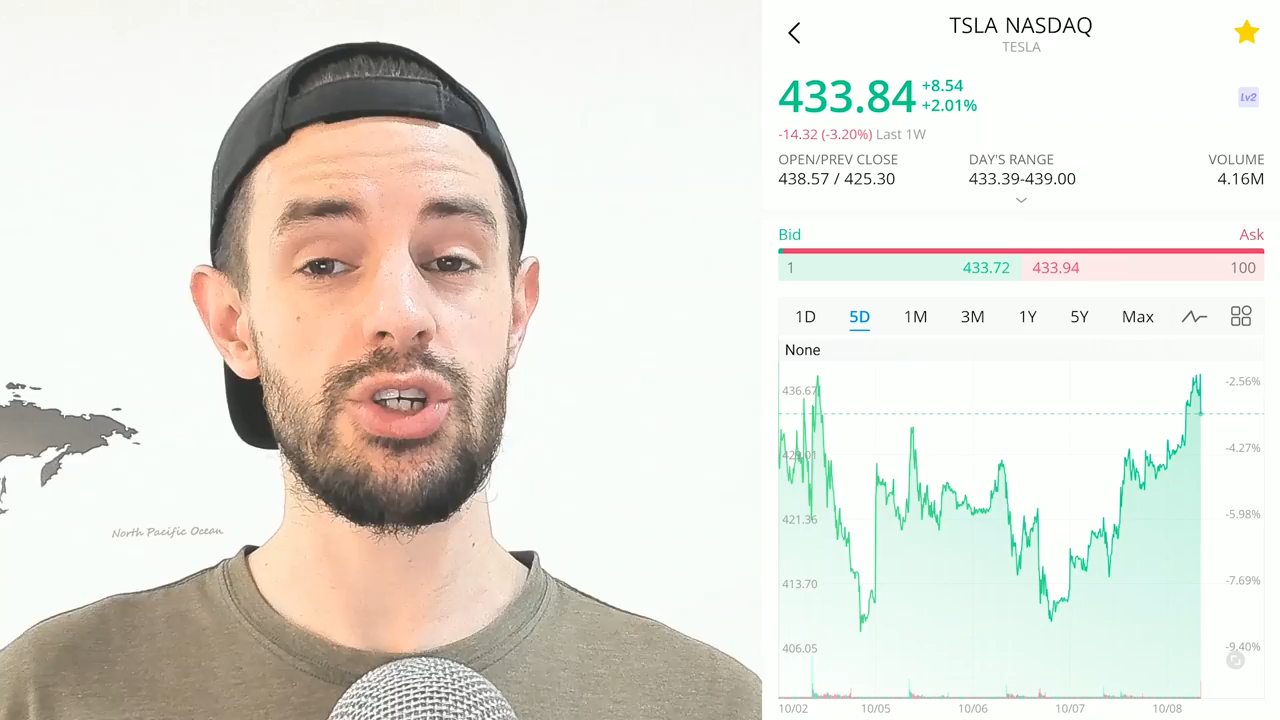 North Pacific Ocean
TSLA NASDAQ
TESLA
433.84 +8.54
+2.01%
Lv2
-14.32 (-3.20%) Last 1W
OPEN/PREV CLOSE DAY'S RANGE VOLUME
438.57 / 425.30 433.39-439.00 4.16M
Bid Ask
1 433.72 433.94 100
1D 5D 1M 3M 1Y 5Y Max
None
436.67 -2.56%
429.01 -4.27%
421.36 -5.98%
413.70 -7.69%
406.05 -9.40%
10/02 10/05 10/06 10/07 10/08